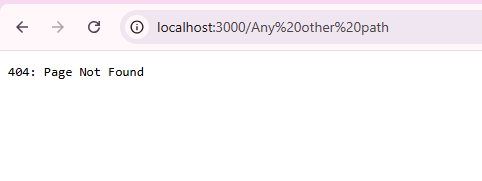 localhost:3000/Any%20other%20path
404: Page Not Found